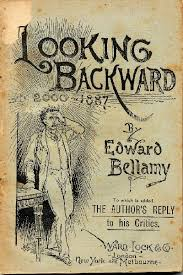 LOOKING
BACKWARD
2000-1887
By
Edward
Bellamy
To which is added,
THE AUTHOR'S REPLY
to his Critics.
WARD, LOCK & Co.
London
New York and Melbourne.